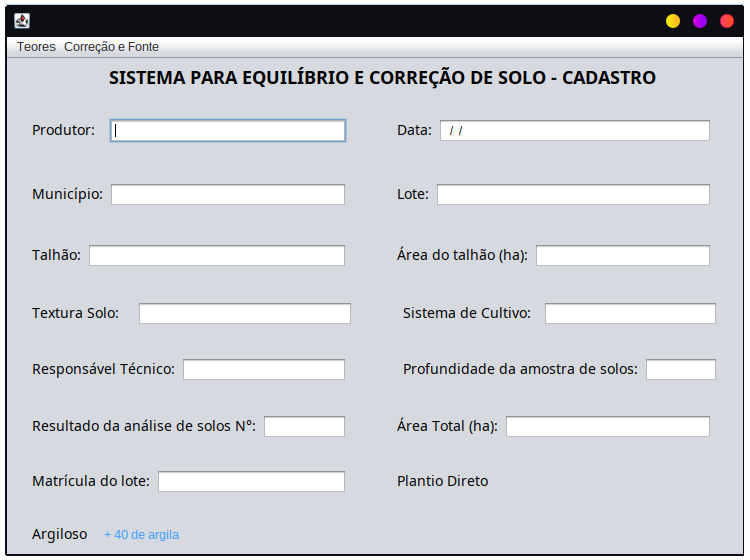 Teores Correção e Fonte
SISTEMA PARA EQUILÍBRIO E CORREÇÃO DE SOLO - CADASTRO
Produtor: Data: / /
Município: Lote:
Talhão: Área do talhão (ha):
Textura Solo: Sistema de Cultivo:
Responsável Técnico: Profundidade da amostra de solos:
Resultado da análise de solos Nº: Área Total (ha):
Matrícula do lote: Plantio Direto
Argiloso + 40 de argila